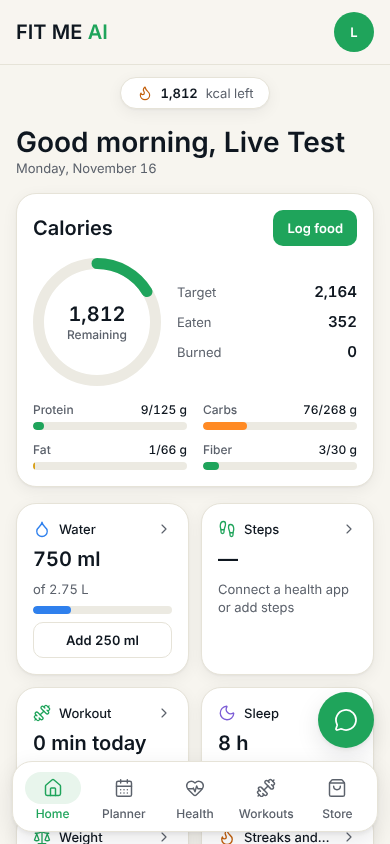 FIT ME AI
L
1,812 kcal left
Good morning, Live Test
Monday, November 16
Calories
Log food
1,812
Remaining
Target 2,164
Eaten 352
Burned 0
Protein 9/125 g
Carbs 76/268 g
Fat 1/66 g
Fiber 3/30 g
Water
750 ml
of 2.75 L
Add 250 ml
Steps
—
Connect a health app
or add steps
Workout
0 min today
Sleep
8 h
Home
Planner
Health
Workouts
Store
Weight
Streaks and...